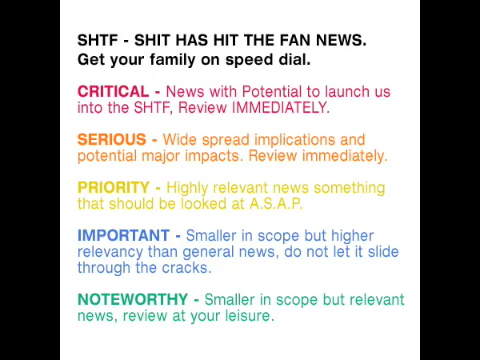 SHTF - SHIT HAS HIT THE FAN NEWS.
Get your family on speed dial.
CRITICAL - News with Potential to launch us
into the SHTF, Review IMMEDIATELY.
SERIOUS - Wide spread implications and
potential major impacts. Review immediately.
PRIORITY - Highly relevant news something
that should be looked at A.S.A.P.
IMPORTANT - Smaller in scope but higher
relevancy than general news, do not let it slide
through the cracks.
NOTEWORTHY - Smaller in scope but relevant
news, review at your leisure.